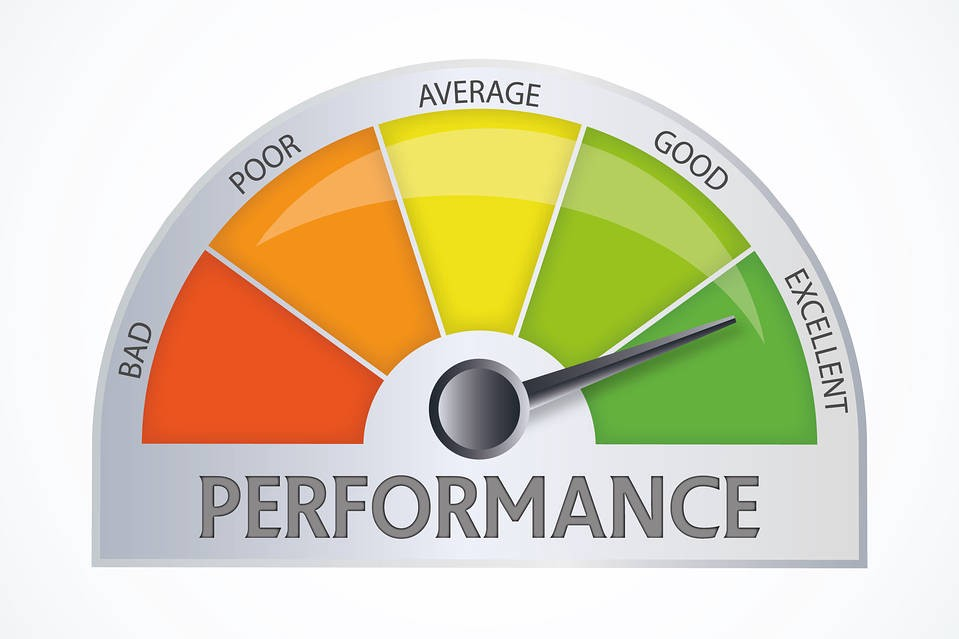 BAD
POOR
AVERAGE
GOOD
EXCELLENT
PERFORMANCE